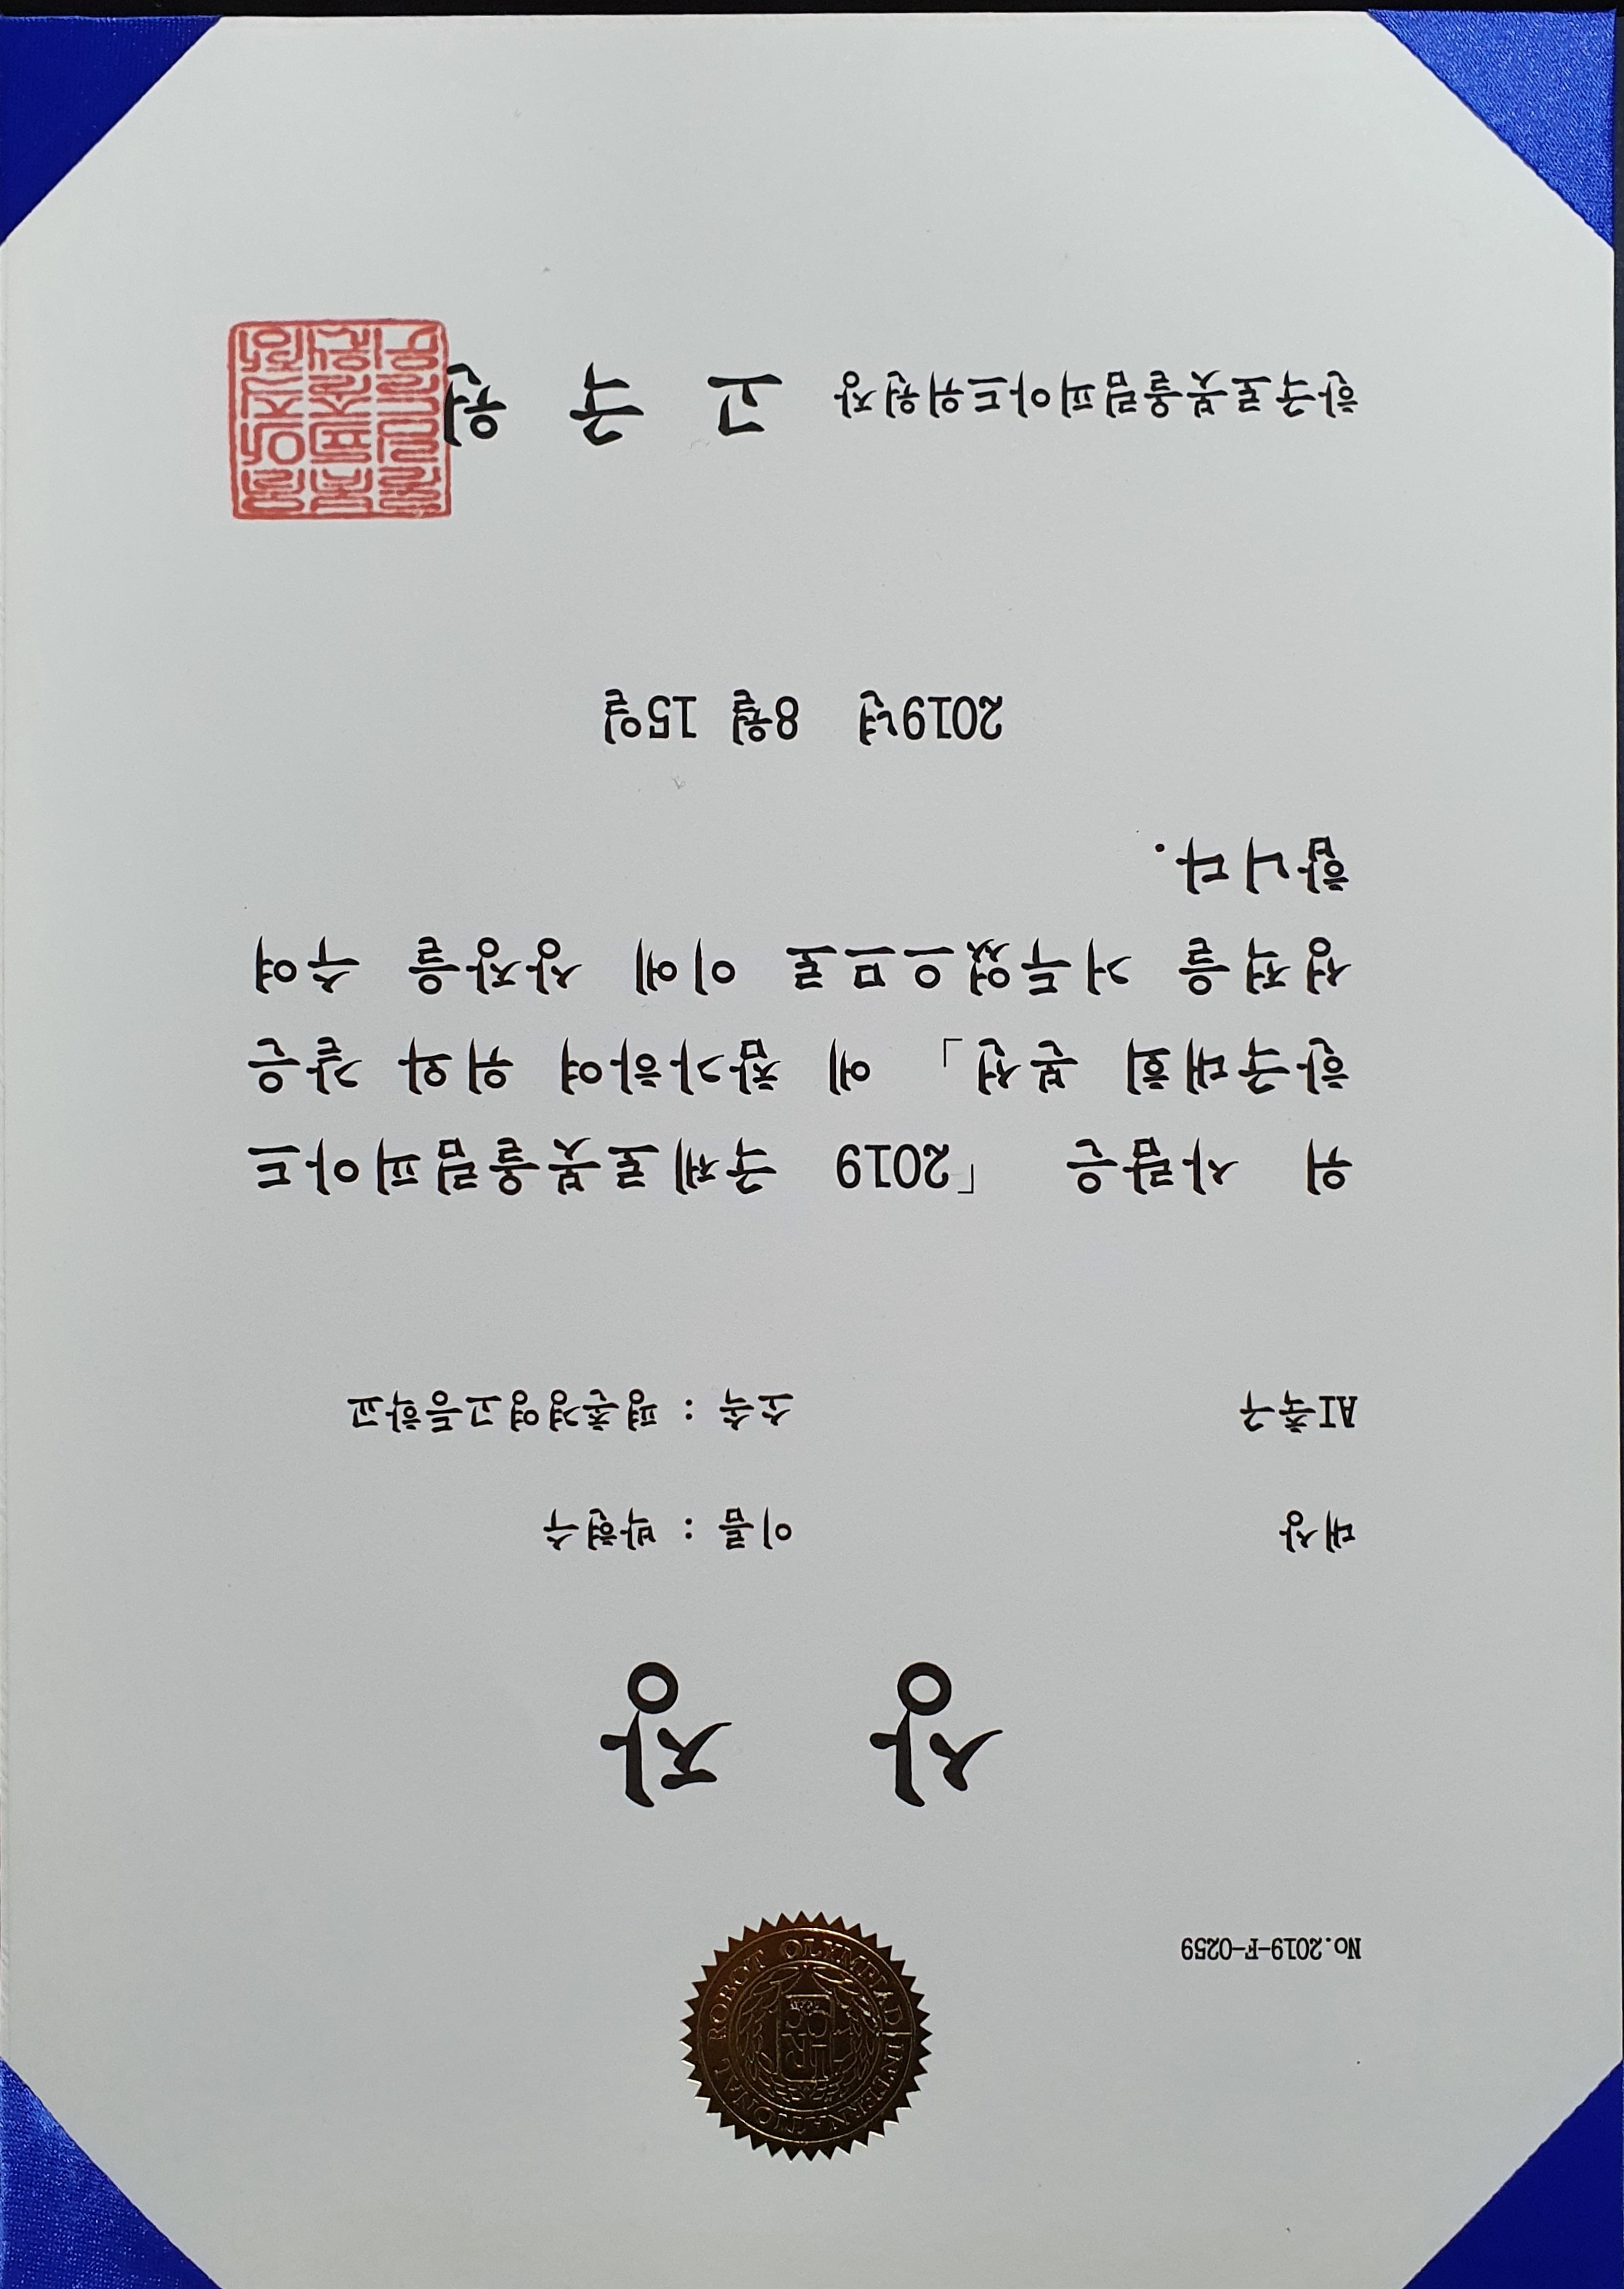 INTERNATIONAL ROBOT OLYMPIAD
IR
OC
No.2019-F-0259
상 장
대상
이름 : 박현수
AI축구
소속 : 평촌경영고등학교
위 사람은 「2019 국제로봇올림피아드
한국대회 본선」 에 참가하여 위와 같은
성적을 거두었으므로 이에 상장을 수여
합니다.
2019년 8월 15일
한국로봇올림피아드위원장 고 국 원